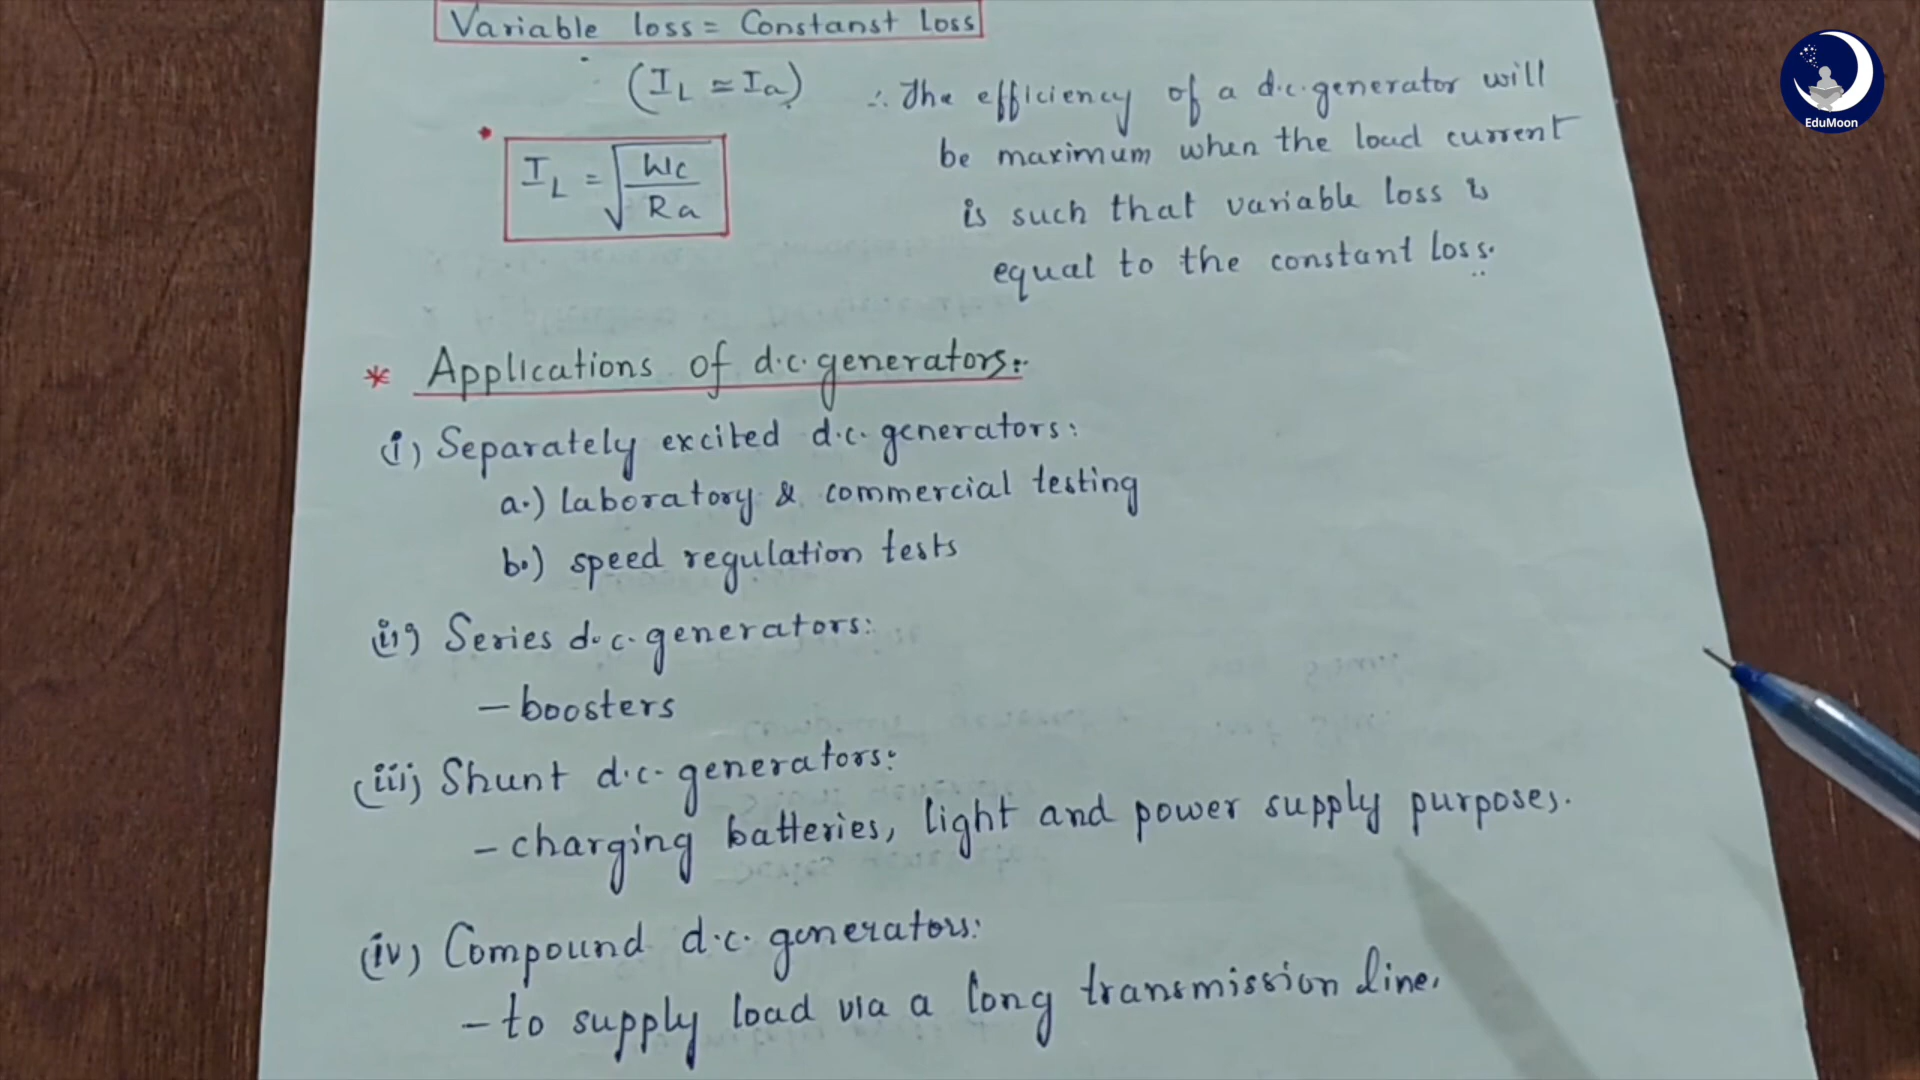 Variable loss = Constanst Loss
(IL ≃ Ia)
∴ The efficiency of a d.c. generator will
be maximum when the load current
is such that variable loss is
equal to the constant loss.
IL = √(Wc/Ra)
* Applications of d.c. generators:
(i) Separately excited d.c. generators:
a.) laboratory & commercial testing
b.) speed regulation tests
(ii) Series d.c. generators:
- boosters
(iii) Shunt d.c. generators:
- charging batteries, light and power supply purposes.
(iv) Compound d.c. generators:
- to supply load via a long transmission line.
EduMoon